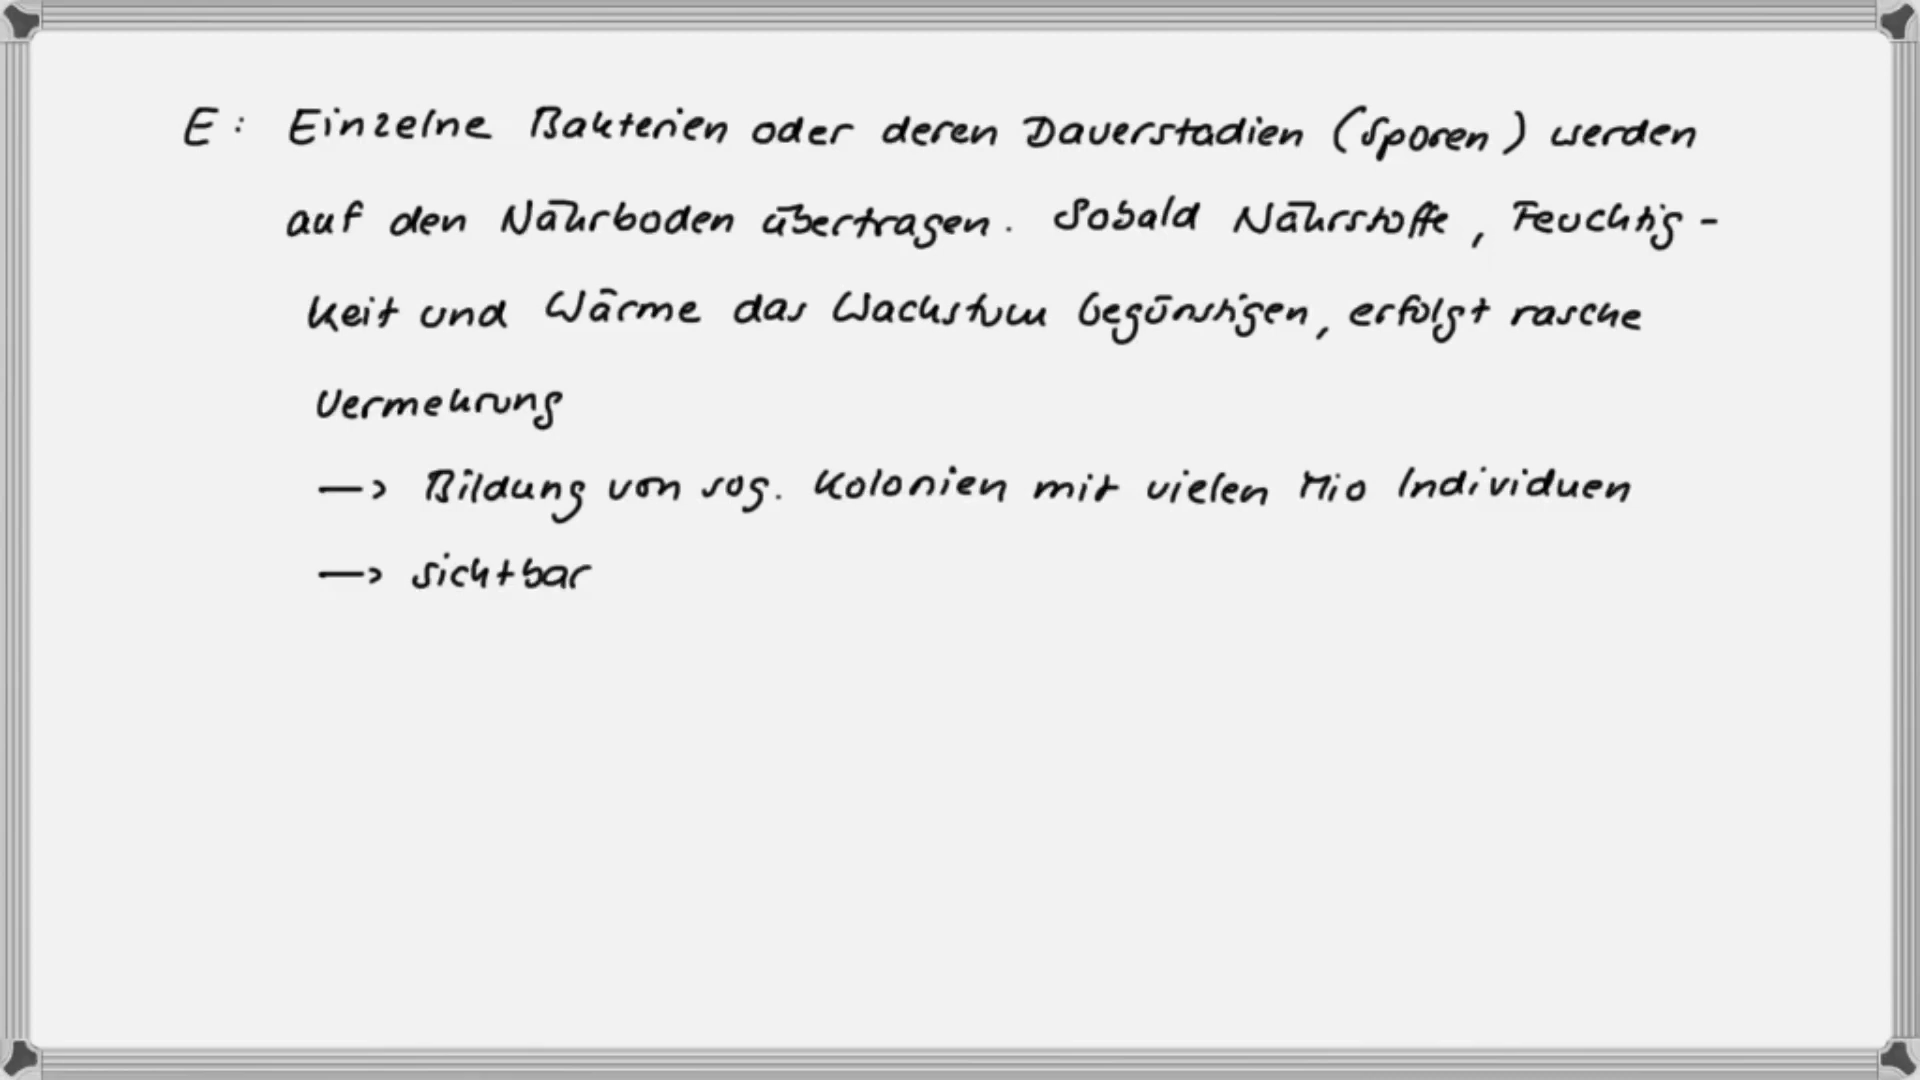 E: Einzelne Bakterien oder deren Dauerstadien (Sporen) werden
auf den Nährboden übertragen. Sobald Nährstoffe, Feuchtig-
keit und Wärme das Wachstum begünstigen, erfolgt rasche
Vermehrung
—> Bildung von sog. Kolonien mit vielen Mio Individuen
—> sichtbar